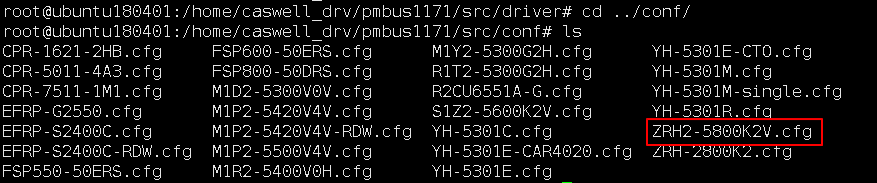 root@ubuntu180401:/home/caswell_drv/pmbus1171/src/driver# cd ../conf/
root@ubuntu180401:/home/caswell_drv/pmbus1171/src/conf# ls
CPR-1621-2HB.cfg FSP600-50ERS.cfg M1Y2-5300G2H.cfg YH-5301E-CTO.cfg
CPR-5011-4A3.cfg FSP800-50DRS.cfg R1T2-5300G2H.cfg YH-5301M.cfg
CPR-7511-1M1.cfg M1D2-5300V0V.cfg R2CU6551A-G.cfg YH-5301M-single.cfg
EFRP-G2550.cfg M1P2-5420V4V.cfg S1Z2-5600K2V.cfg YH-5301R.cfg
EFRP-S2400C.cfg M1P2-5420V4V-RDW.cfg YH-5301C.cfg ZRH2-5800K2V.cfg
EFRP-S2400C-RDW.cfg M1P2-5500V4V.cfg YH-5301E-CAR4020.cfg ZRH-2800K2.cfg
FSP550-50ERS.cfg M1R2-5400V0H.cfg YH-5301E.cfg